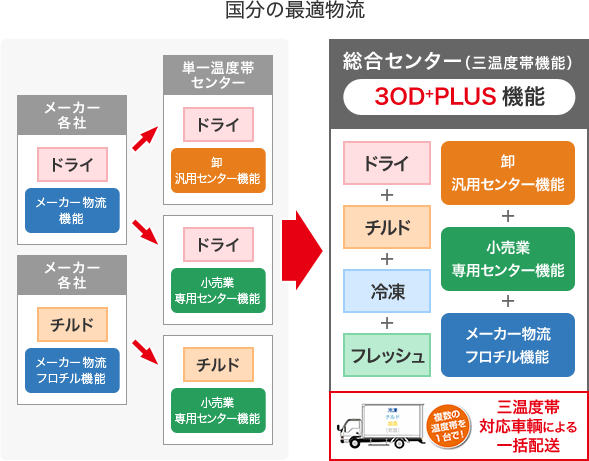 国分の最適物流
メーカー
各社
ドライ
メーカー物流
機能
メーカー
各社
チルド
メーカー物流
フロチル機能
単一温度帯
センター
ドライ
卸
汎用センター機能
ドライ
小売業
専用センター機能
チルド
小売業
専用センター機能
総合センター(三温度帯機能)
3OD+PLUS 機能
ドライ
+
チルド
+
冷凍
+
フレッシュ
卸
汎用センター機能
+
小売業
専用センター機能
+
メーカー物流
フロチル機能
冷凍
チルド
複数の
温度帯を
1台で!
三温度帯
対応車輌による
一括配送